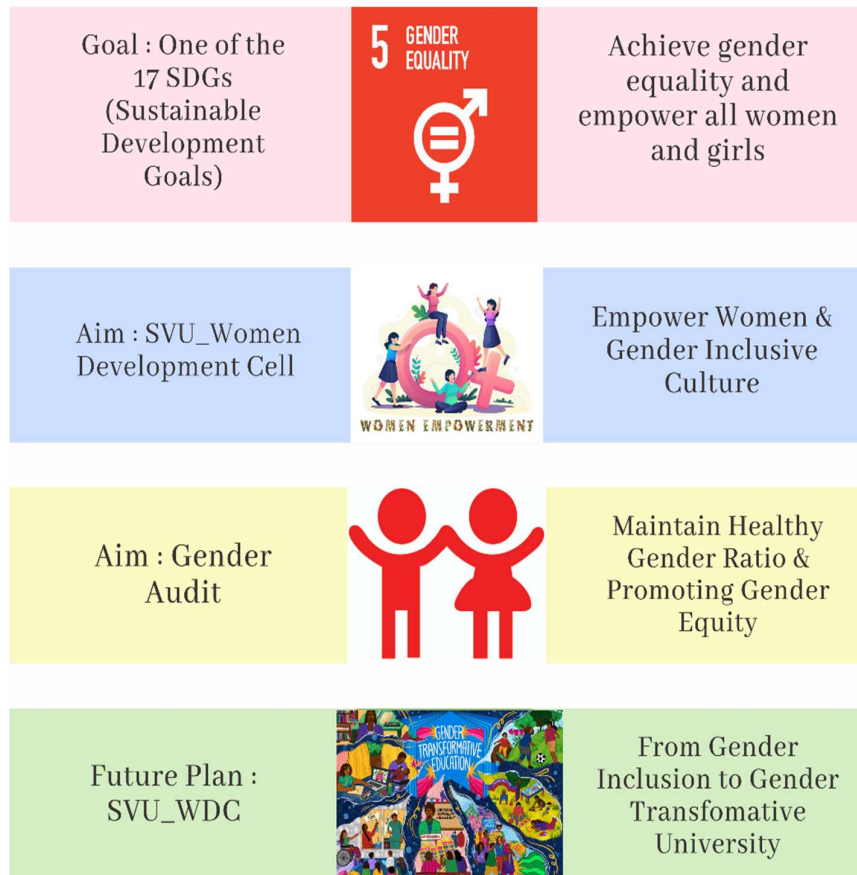 Goal : One of the
17 SDGs
(Sustainable
Development
Goals)
5 GENDER
EQUALITY
Achieve gender
equality and
empower all women
and girls
Aim : SVU_Women
Development Cell
WOMEN EMPOWERMENT
Empower Women &
Gender Inclusive
Culture
Aim : Gender
Audit
Maintain Healthy
Gender Ratio &
Promoting Gender
Equity
Future Plan :
SVU_WDC
GENDER
TRANSFORMATIVE
EDUCATION
From Gender
Inclusion to Gender
Transfomative
University